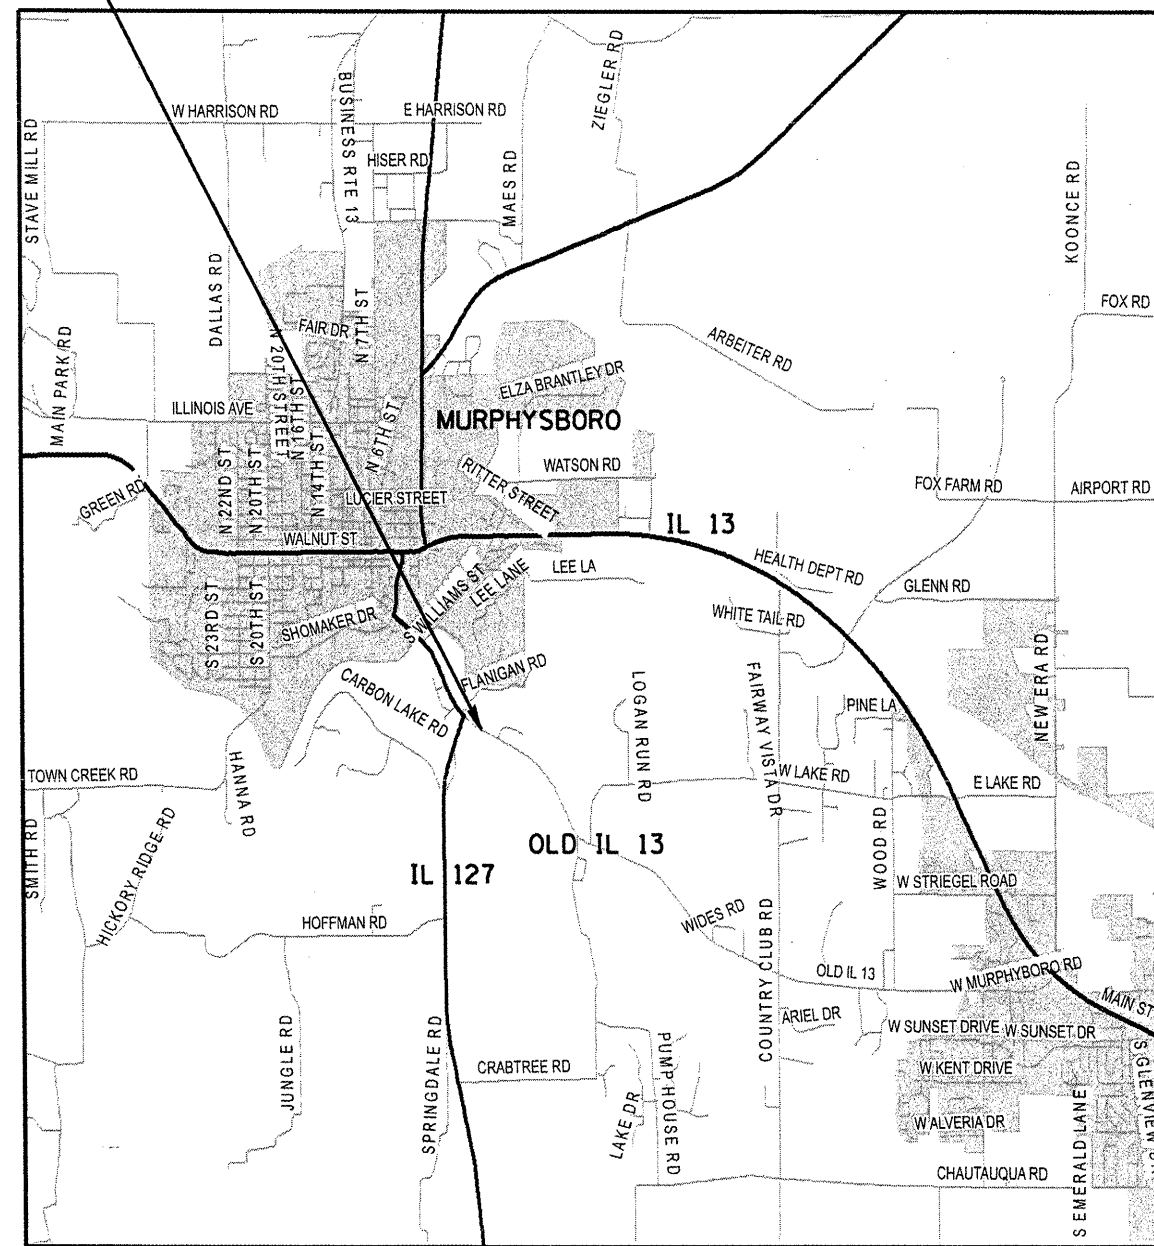 W HARRISON RD
E HARRISON RD
BUSINESS RTE 13
ZIEGLER RD
STAVE MILL RD
HISER RD
MAES RD
KOONCE RD
DALLAS RD
FOX RD
N 7TH ST
FAIR DR
N 20TH STREET
MAIN PARK RD
ARBEITER RD
ELZA BRANTLEY DR
ILLINOIS AVE
N 16TH ST
MURPHYSBORO
N 6TH ST
N 14TH ST
N 22ND ST
N 20TH ST
WATSON RD
RITTER STREET
GREEN RD
LUCIER STREET
FOX FARM RD
AIRPORT RD
IL 13
WALNUT ST
HEALTH DEPT RD
LEE LA
LEE LANE
S WILLIAMS ST
GLENN RD
S 23RD ST
S 20TH ST
SHOMAKER DR
WHITE TAIL RD
FLANIGAN RD
CARBON LAKE RD
LOGAN RUN RD
FAIRWAY VISTA DR
PINE LA
NEW ERA RD
TOWN CREEK RD
HANNA RD
W LAKE RD
E LAKE RD
SMITH RD
HICKORY RIDGE RD
OLD IL 13
WOOD RD
IL 127
W STRIEGEL ROAD
HOFFMAN RD
WIDES RD
COUNTRY CLUB RD
OLD IL 13
W MURPHYBORO RD
MAIN ST
ARIEL DR
W SUNSET DRIVE
W SUNSET DR
JUNGLE RD
SPRINGDALE RD
CRABTREE RD
PUMP HOUSE RD
LAKE DR
W KENT DRIVE
S GLENVIEW DR
W ALVERIA DR
S EMERALD LANE
CHAUTAUQUA RD